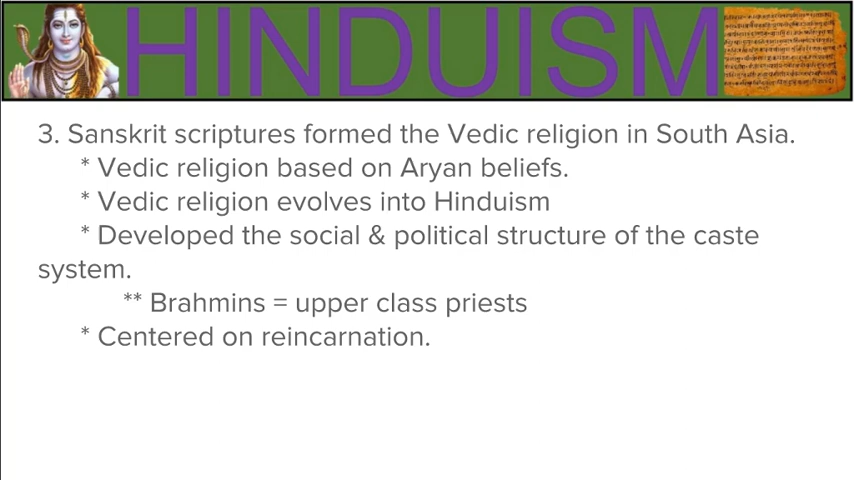 HINDUISM
3. Sanskrit scriptures formed the Vedic religion in South Asia.
* Vedic religion based on Aryan beliefs.
* Vedic religion evolves into Hinduism
* Developed the social & political structure of the caste
system.
** Brahmins = upper class priests
* Centered on reincarnation.